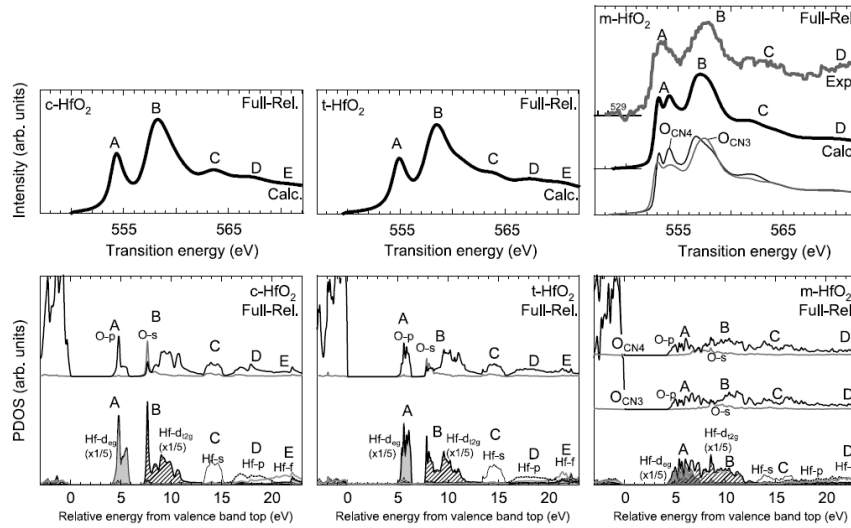 Intensity (arb. units)
c-HfO2
Full-Rel.
A
B
C
D
E
Calc.
555
565
Transition energy (eV)
t-HfO2
Full-Rel.
A
B
C
D
E
Calc.
555
565
Transition energy (eV)
m-HfO2
Full-Rel.
A
B
C
D
Exp.
529
A
B
C
D
Calc.
OCN4
OCN3
555
565
Transition energy (eV)
PDOS (arb. units)
c-HfO2
Full-Rel.
O-p
A
O-s
B
C
D
E
A
Hf-deg
(x1/5)
B
Hf-dt2g
(x1/5)
C
Hf-s
D
Hf-p
E
Hf-f
0
5
10
15
20
Relative energy from valence band top (eV)
t-HfO2
Full-Rel.
A
O-p
O-s
B
C
D
E
A
Hf-deg
(x1/5)
B
Hf-dt2g
(x1/5)
C
Hf-s
D
Hf-p
E
Hf-f
0
5
10
15
20
Relative energy from valence band top (eV)
m-HfO2
Full-Rel.
OCN4
O-p
A
B
O-s
C
D
OCN3
O-p
A
B
O-s
C
D
Hf-deg
(x1/5)
A
Hf-dt2g
(x1/5)
B
Hf-s
C
Hf-p
D
Hf-f
0
5
10
15
20
Relative energy from valence band top (eV)